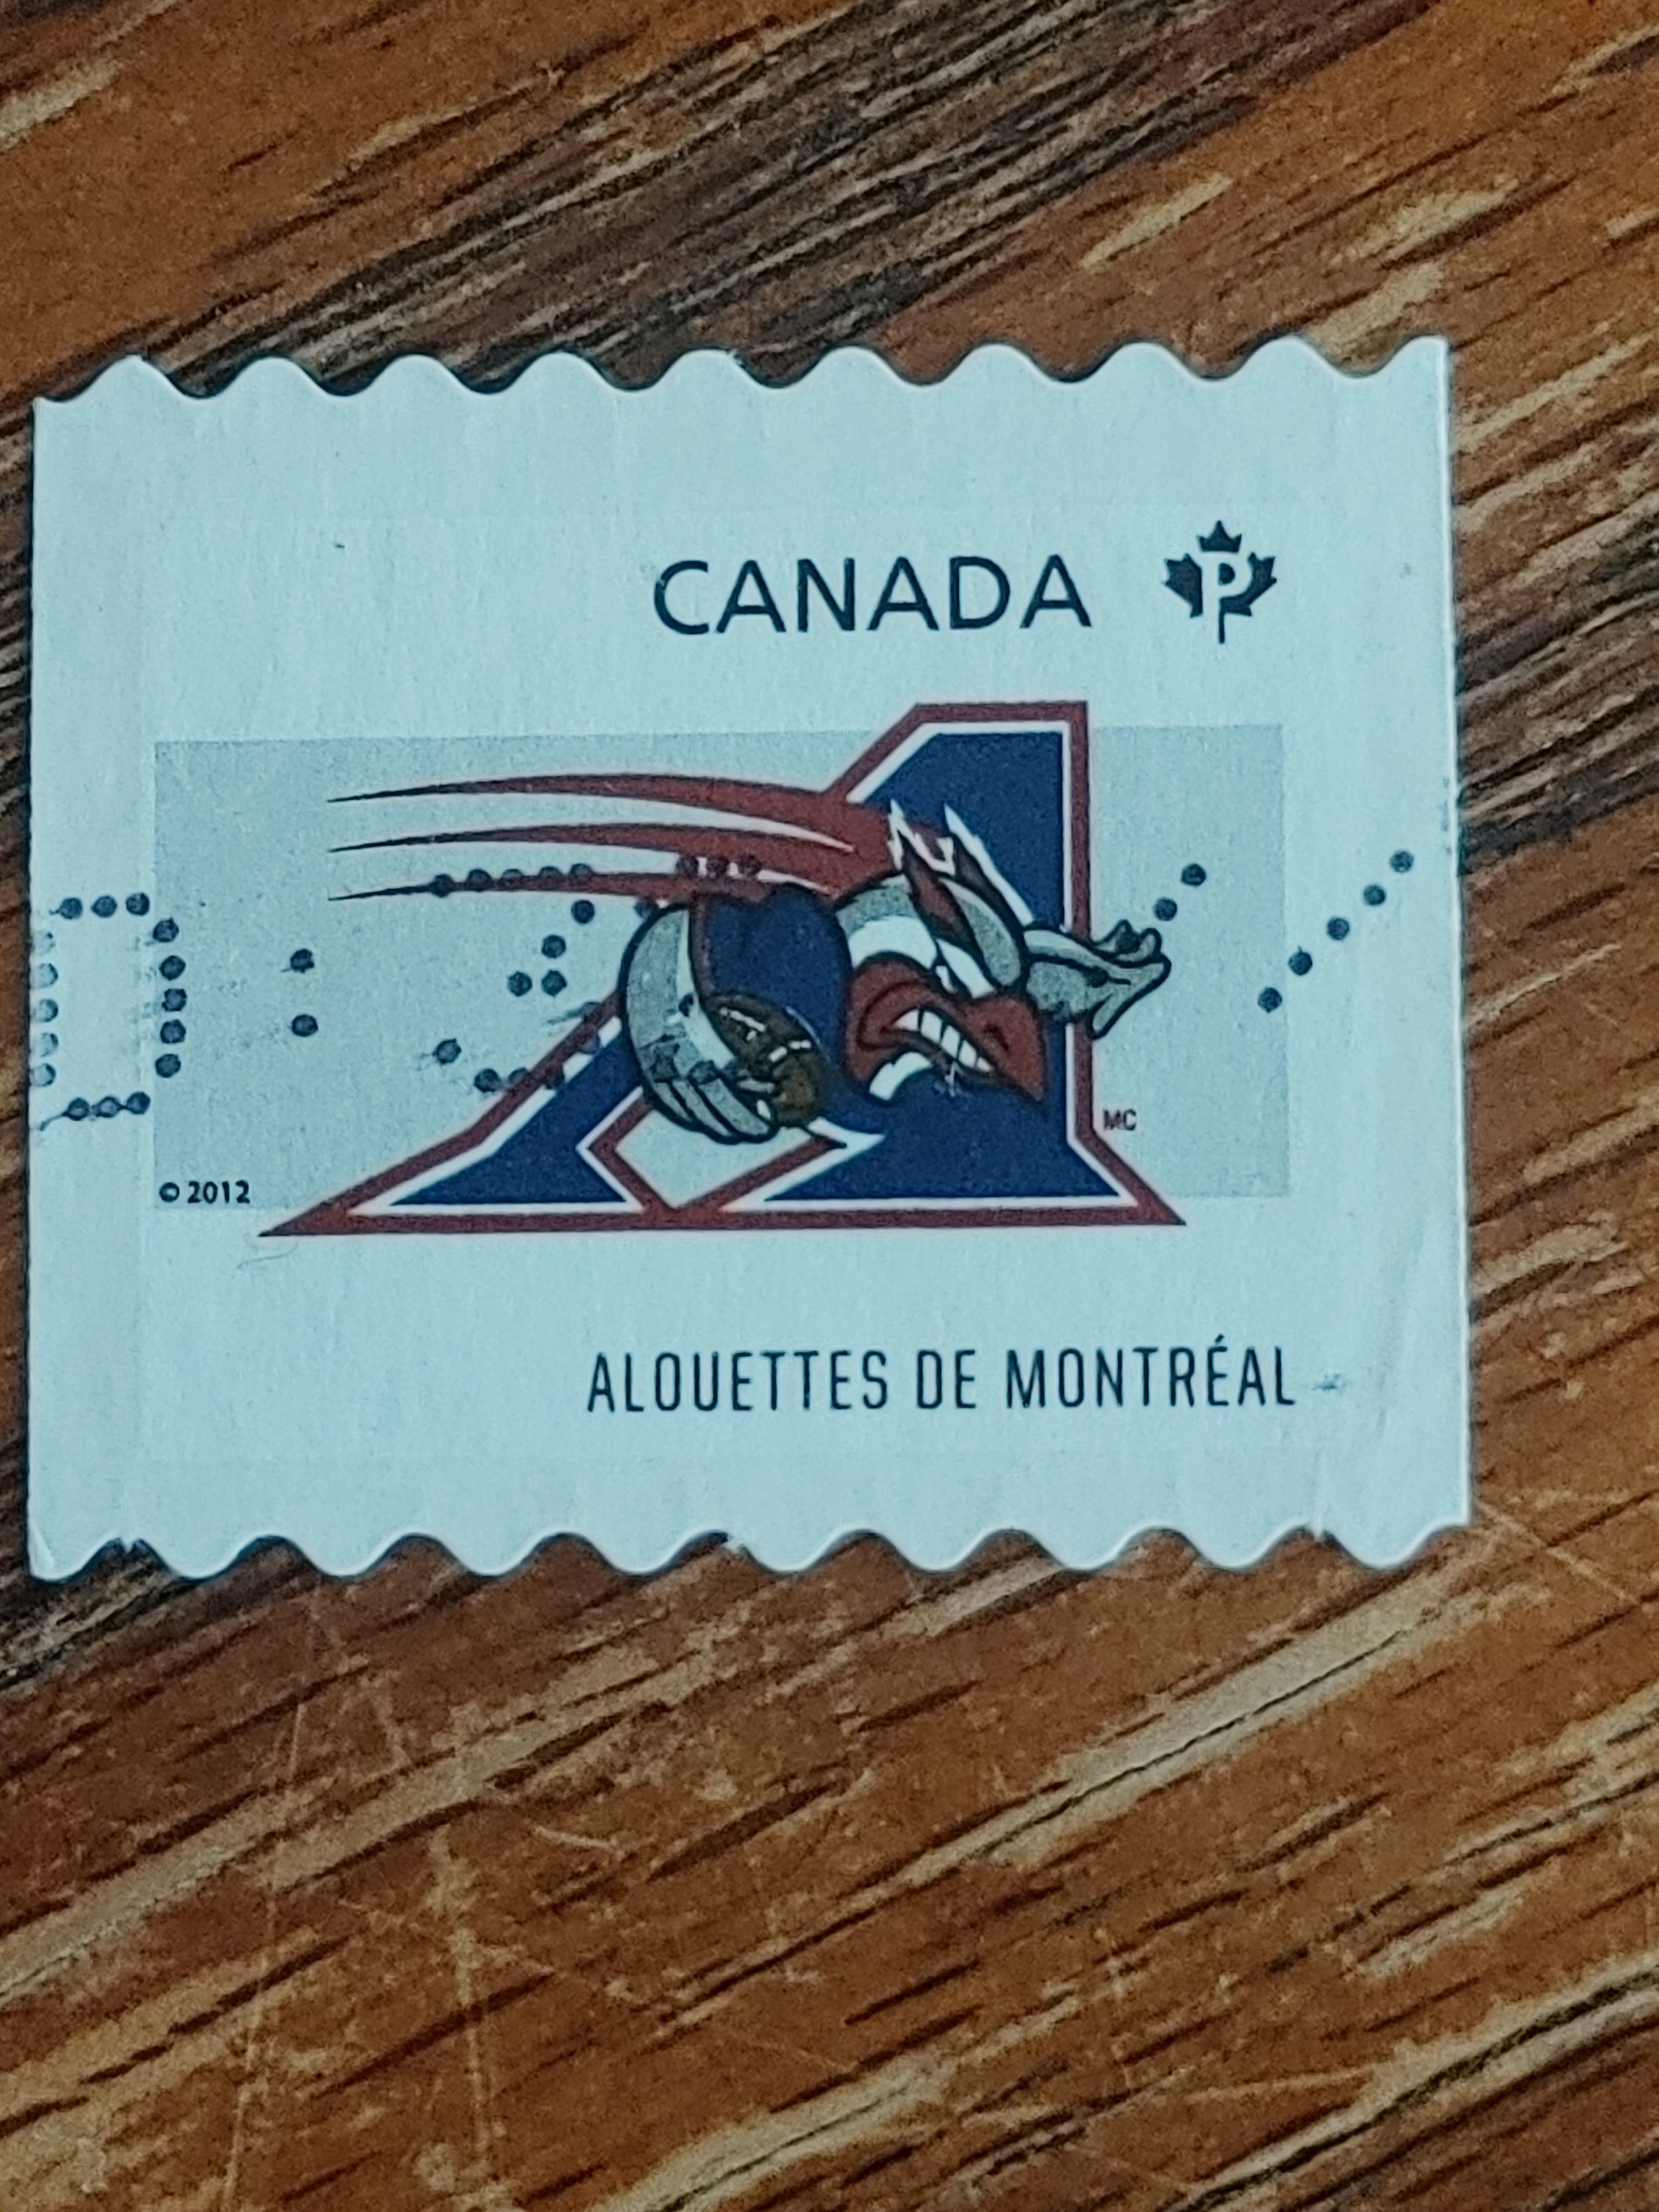 CANADA P
MC
© 2012
ALOUETTES DE MONTRÉAL